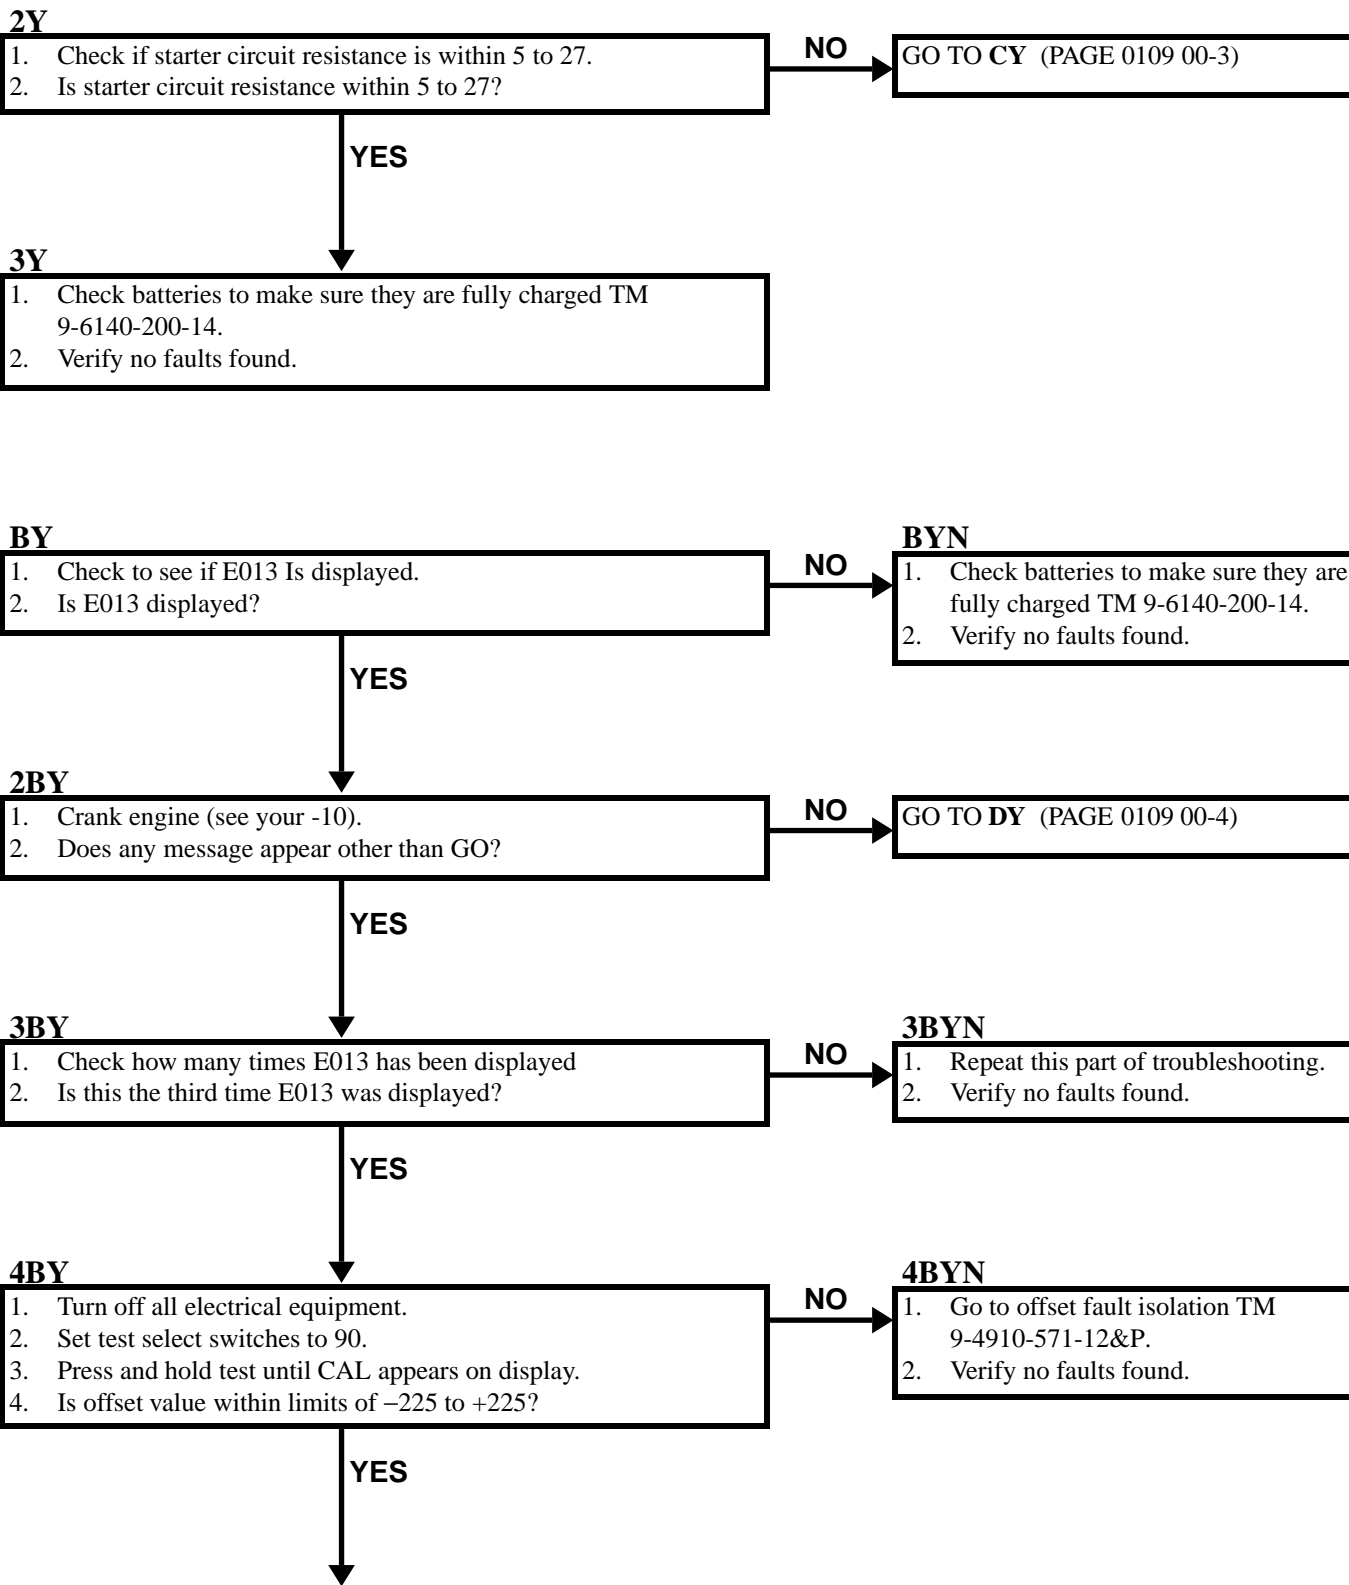 2Y
1. Check if starter circuit resistance is within 5 to 27.
2. Is starter circuit resistance within 5 to 27?
NO
GO TO CY (PAGE 0109 00-3)
YES
3Y
1. Check batteries to make sure they are fully charged TM
9-6140-200-14.
2. Verify no faults found.
BY
1. Check to see if E013 Is displayed.
2. Is E013 displayed?
NO
BYN
1. Check batteries to make sure they are
fully charged TM 9-6140-200-14.
2. Verify no faults found.
YES
2BY
1. Crank engine (see your -10).
2. Does any message appear other than GO?
NO
GO TO DY (PAGE 0109 00-4)
YES
3BY
1. Check how many times E013 has been displayed
2. Is this the third time E013 was displayed?
NO
3BYN
1. Repeat this part of troubleshooting.
2. Verify no faults found.
YES
4BY
1. Turn off all electrical equipment.
2. Set test select switches to 90.
3. Press and hold test until CAL appears on display.
4. Is offset value within limits of −225 to +225?
NO
4BYN
1. Go to offset fault isolation TM
9-4910-571-12&P.
2. Verify no faults found.
YES